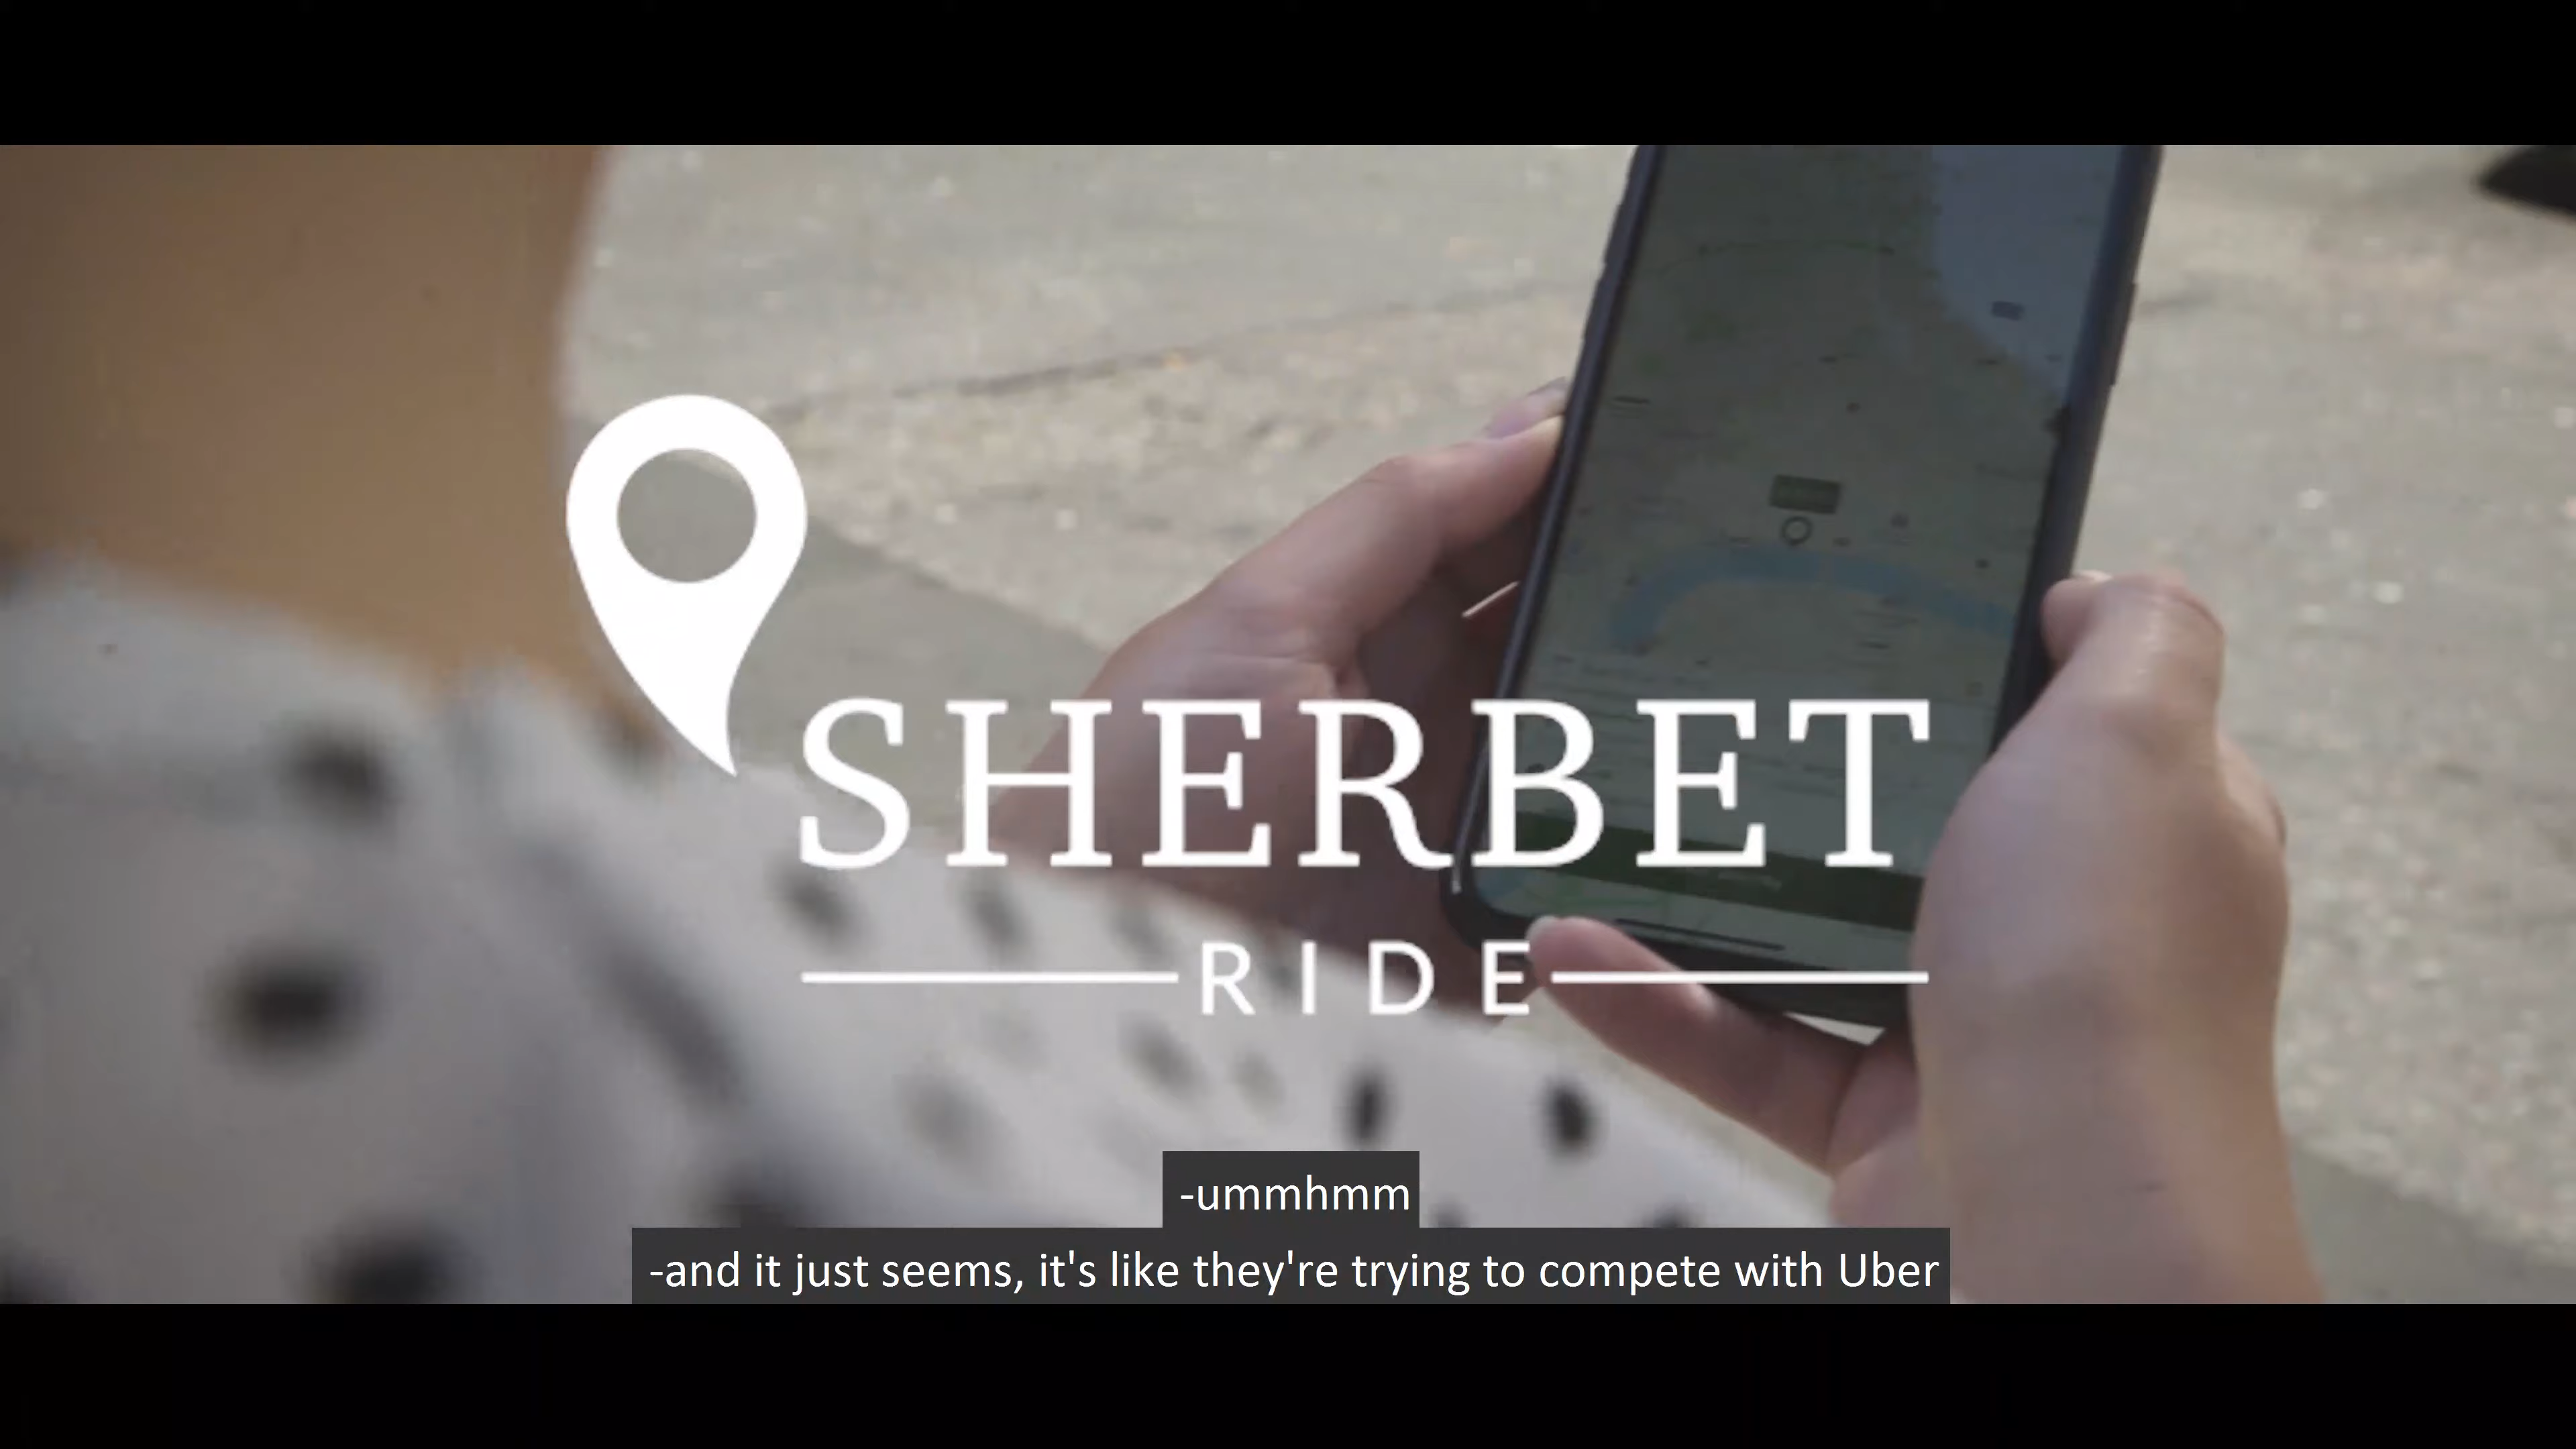 SHERBET
RIDE
-ummhmm
-and it just seems, it's like they're trying to compete with Uber